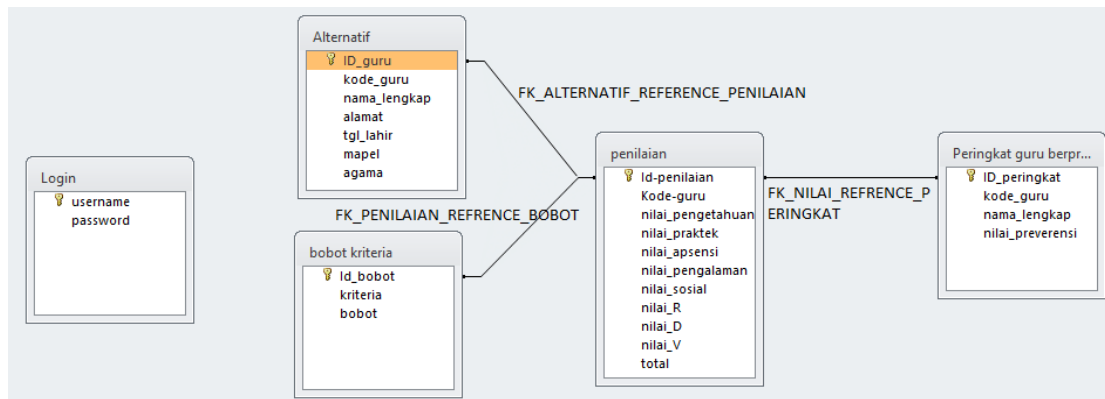 Alternatif
ID_guru
kode_guru
nama_lengkap
alamat
tgl_lahir
mapel
agama
FK_ALTERNATIF_REFERENCE_PENILAIAN
Login
username
password
FK_PENILAIAN_REFRENCE_BOBOT
bobot kriteria
Id_bobot
kriteria
bobot
penilaian
Id-penilaian
Kode-guru
nilai_pengetahuan
nilai_praktek
nilai_apsensi
nilai_pengalaman
nilai_sosial
nilai_R
nilai_D
nilai_V
total
FK_NILAI_REFRENCE_P
ERINGKAT
Peringkat guru berpr...
ID_peringkat
kode_guru
nama_lengkap
nilai_preverensi